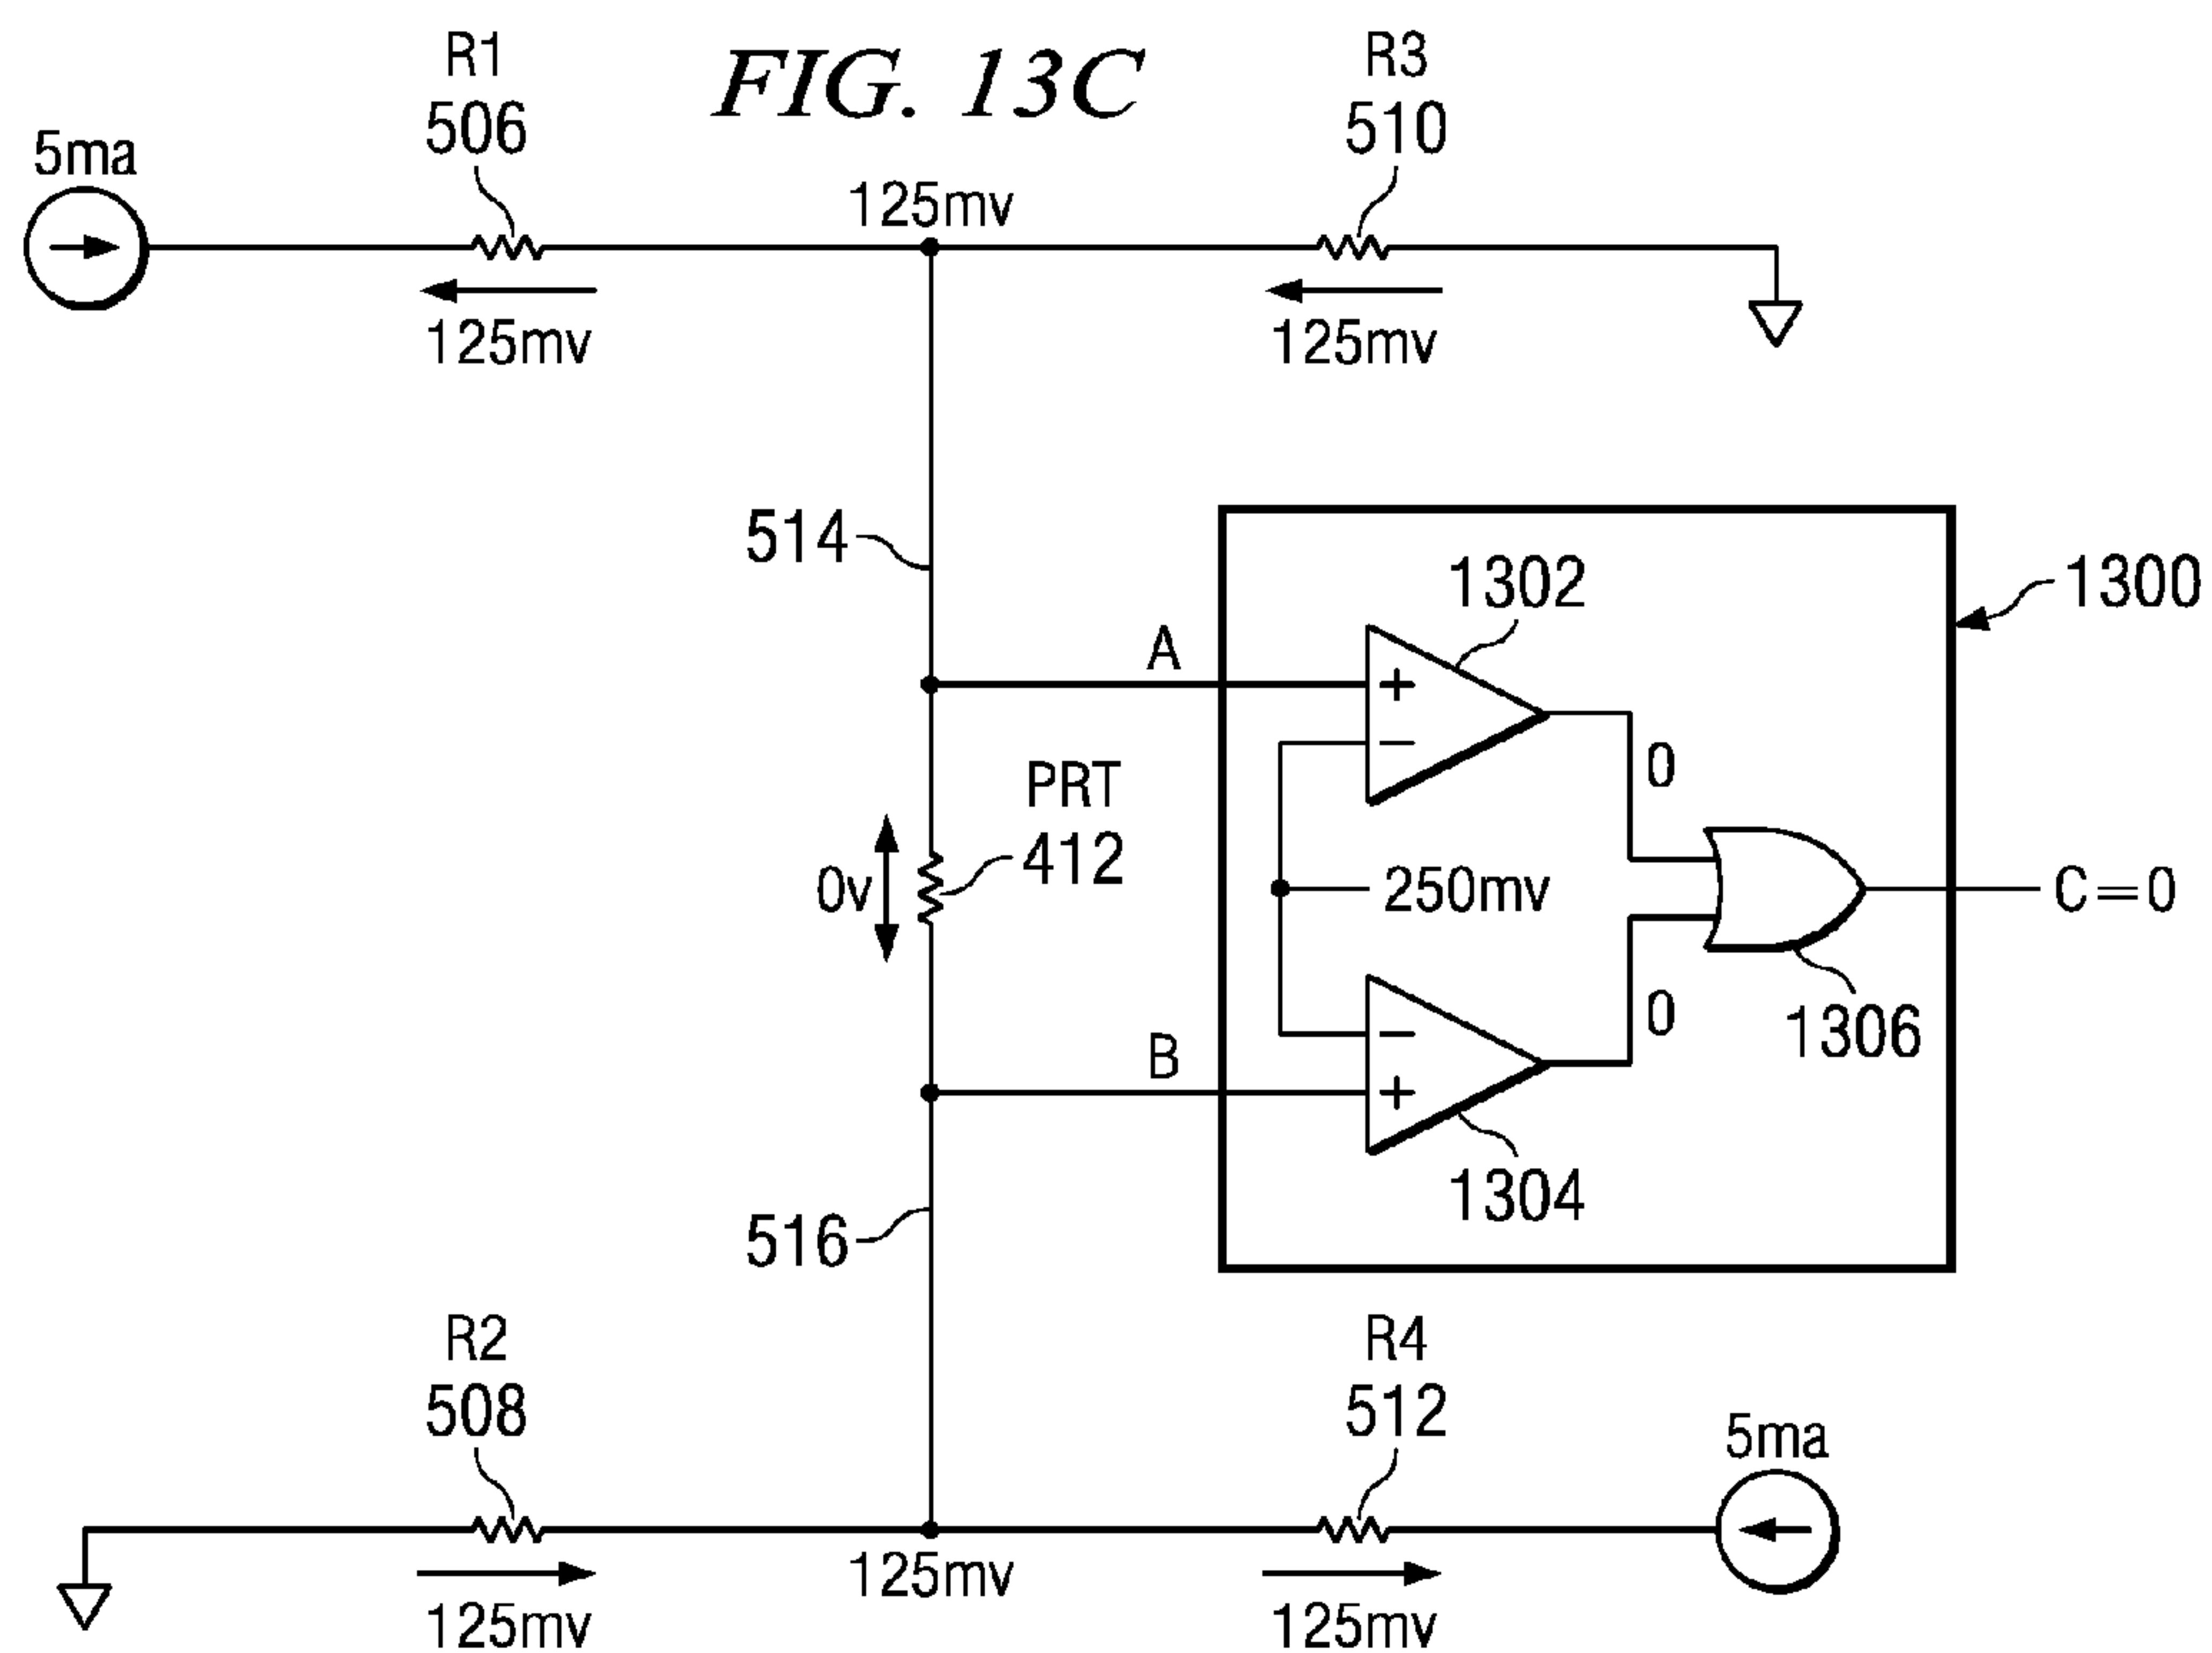 FIG. 13C
R1
506
R3
510
5ma
125mv
125mv
125mv
514
1302
1300
A
+
−
0
PRT
412
0v
250mv
C=0
−
+
0
1306
B
1304
516
R2
508
R4
512
5ma
125mv
125mv
125mv